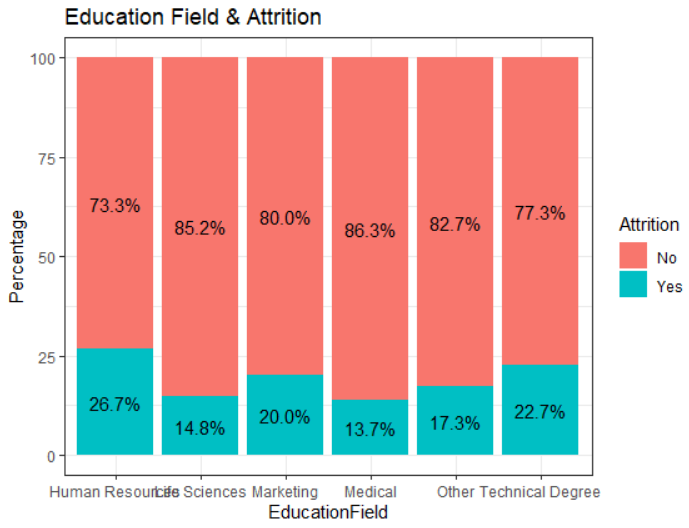 Education Field & Attrition
100
75
50
25
0
Percentage
73.3%
85.2%
80.0%
86.3%
82.7%
77.3%
26.7%
14.8%
20.0%
13.7%
17.3%
22.7%
Human Resources
Life Sciences
Marketing
Medical
Other
Technical Degree
EducationField
Attrition
No
Yes